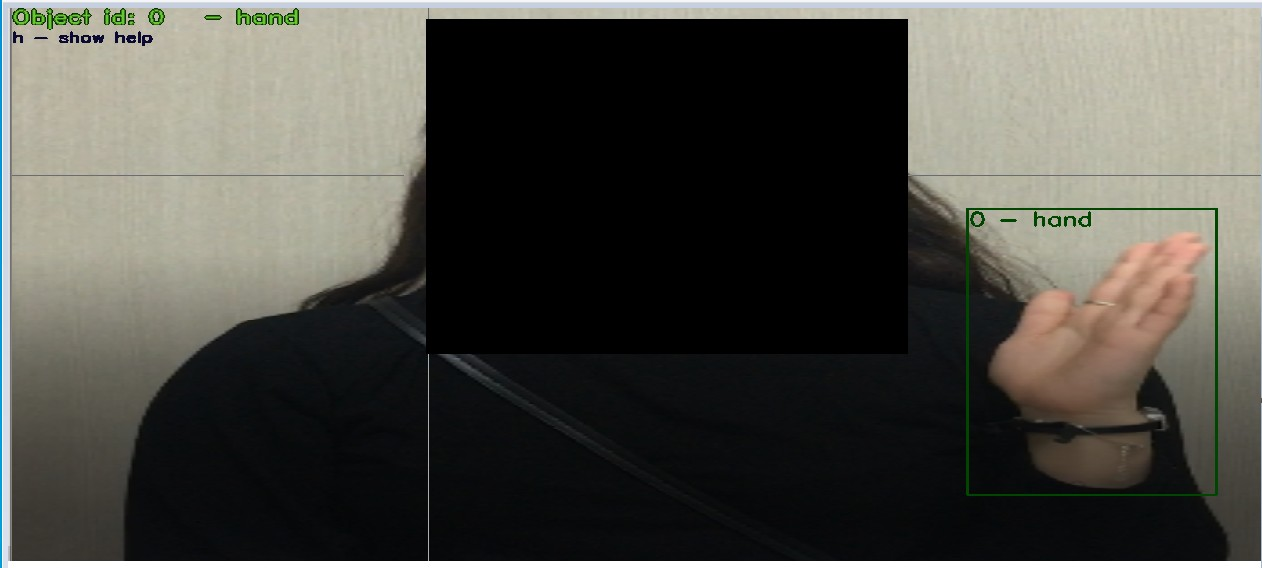 Object id: 0 - hand
h - show help
0 - hand